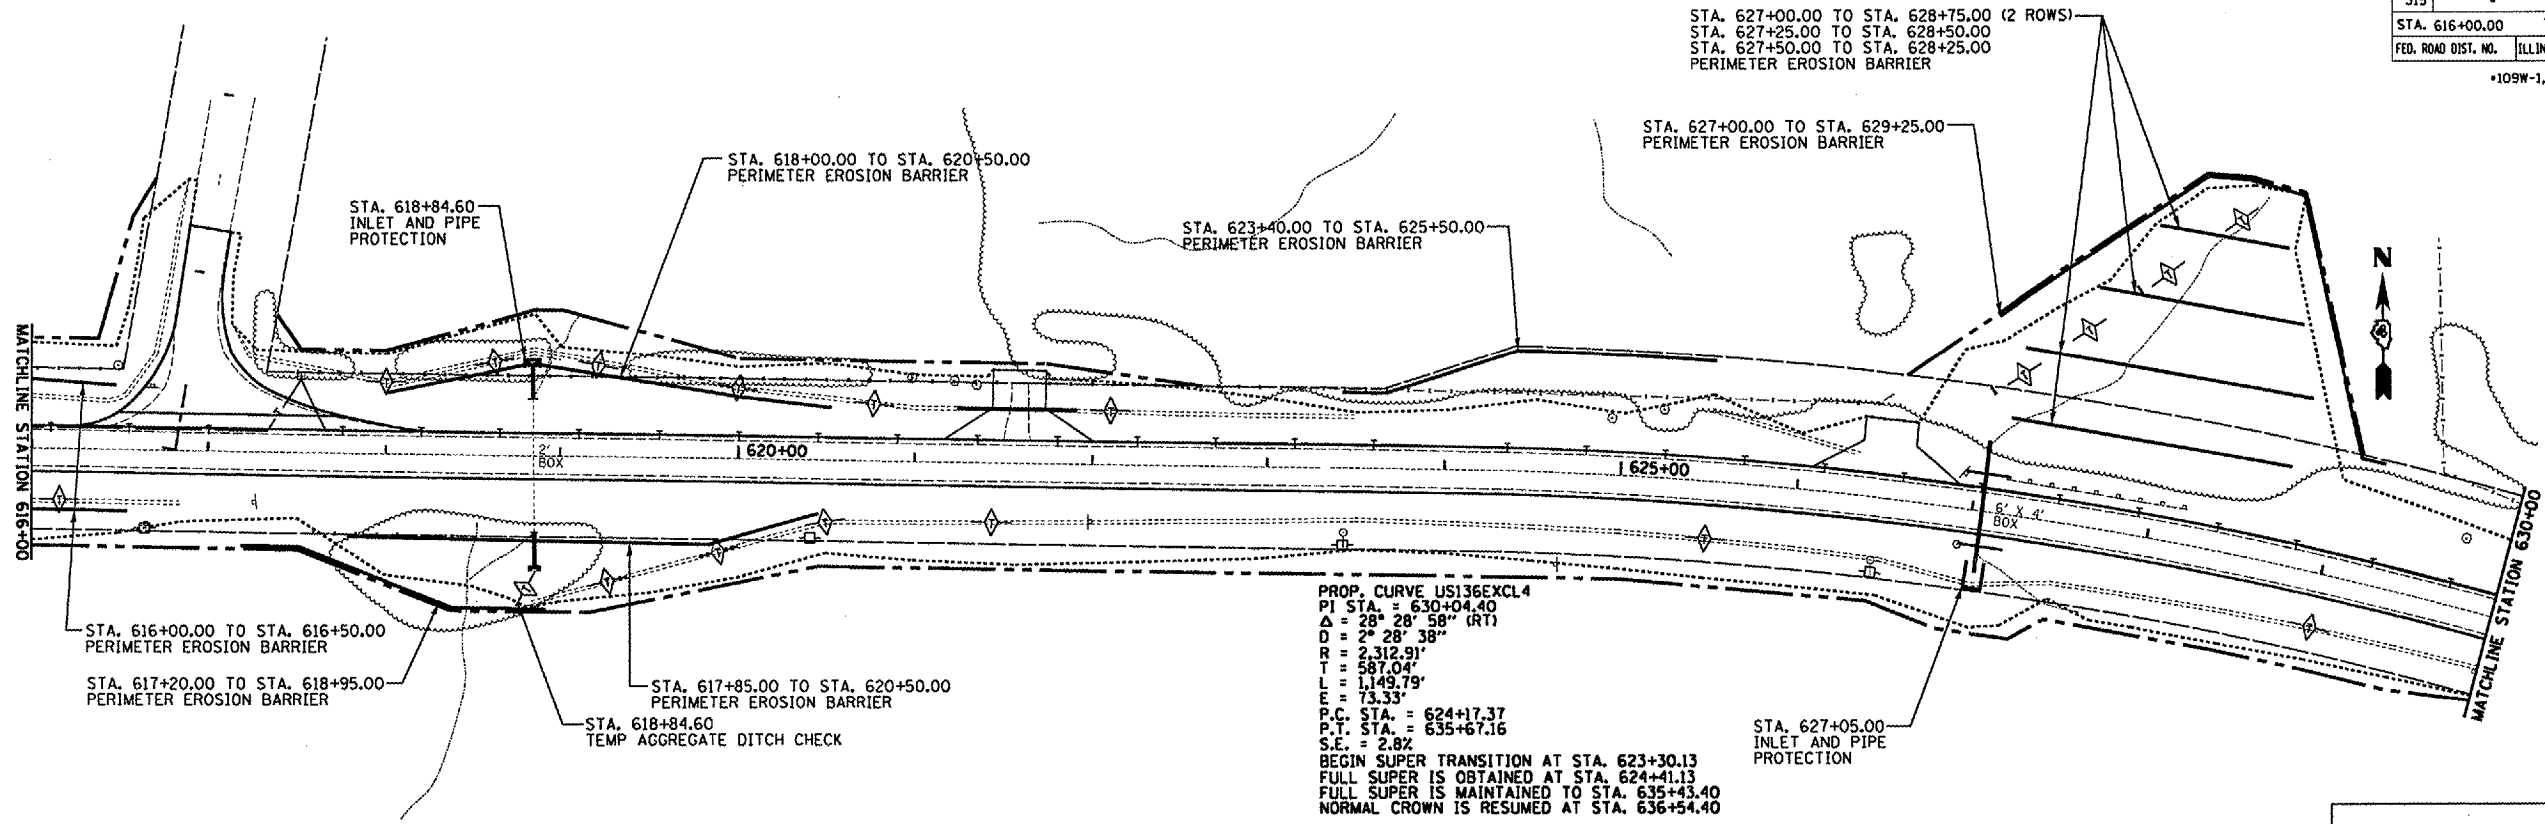 STA. 627+00.00 TO STA. 628+75.00 (2 ROWS)
STA. 627+25.00 TO STA. 628+50.00
STA. 627+50.00 TO STA. 628+25.00
PERIMETER EROSION BARRIER
STA. 616+00.00
FED. ROAD DIST. NO.
•109W-1,
STA. 627+00.00 TO STA. 629+25.00
PERIMETER EROSION BARRIER
STA. 618+00.00 TO STA. 620+50.00
PERIMETER EROSION BARRIER
STA. 618+84.60
INLET AND PIPE
PROTECTION
STA. 623+40.00 TO STA. 625+50.00
PERIMETER EROSION BARRIER
N
MATCHLINE STATION 616+00
2'
BOX
620+00
625+00
6' X 4'
BOX
MATCHLINE STATION 630+00
STA. 616+00.00 TO STA. 616+50.00
PERIMETER EROSION BARRIER
STA. 617+20.00 TO STA. 618+95.00
PERIMETER EROSION BARRIER
STA. 617+85.00 TO STA. 620+50.00
PERIMETER EROSION BARRIER
STA. 618+84.60
TEMP AGGREGATE DITCH CHECK
PROP. CURVE US136EXCL4
PI STA. = 630+04.40
Δ = 28° 28' 58" (RT)
D = 2° 28' 38"
R = 2,312.91'
T = 587.04'
L = 1,149.79'
E = 73.33'
P.C. STA. = 624+17.37
P.T. STA. = 635+67.16
S.E. = 2.8%
BEGIN SUPER TRANSITION AT STA. 623+30.13
FULL SUPER IS OBTAINED AT STA. 624+41.13
FULL SUPER IS MAINTAINED TO STA. 635+43.40
NORMAL CROWN IS RESUMED AT STA. 636+54.40
STA. 627+05.00
INLET AND PIPE
PROTECTION